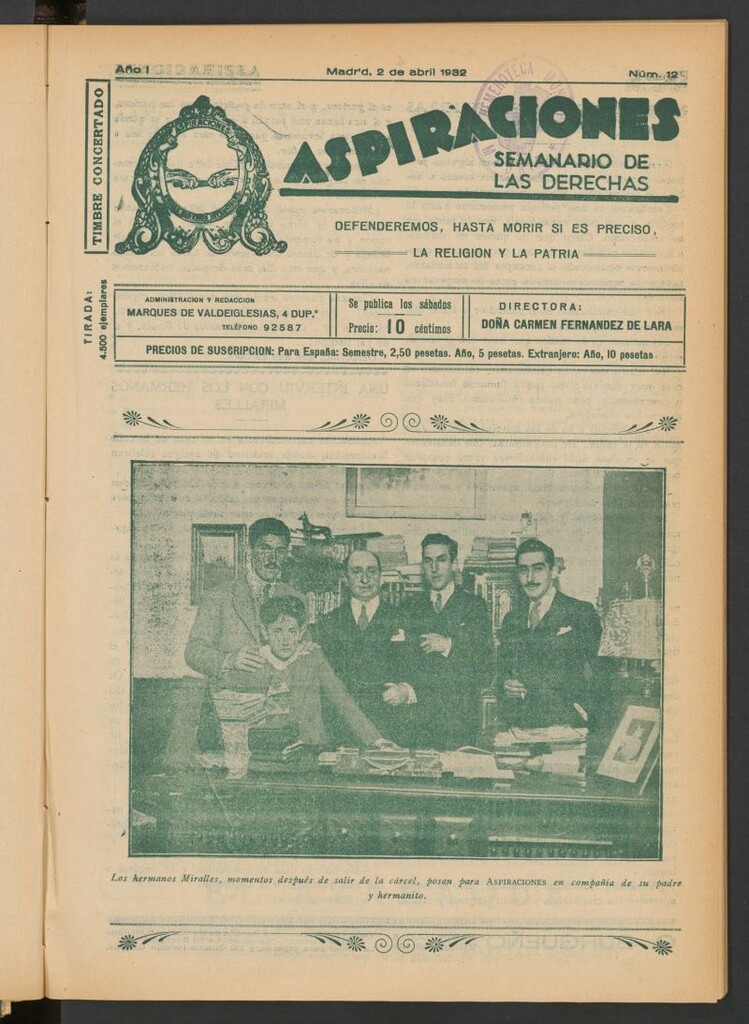 Año I
Madr'd, 2 de abril 1932
Núm. 12
TIMBRE CONCERTADO
ASPIRACIONES
ASPIRACIONES
SEMANARIO DE
LAS DERECHAS
HEMEROTECA MUN
DEFENDEREMOS, HASTA MORIR SI ES PRECISO,
LA RELIGION Y LA PATRIA
TIRADA:
4.500 ejemplares
ADMINISTRACION Y REDACCION
MARQUES DE VALDEIGLESIAS, 4 DUP.º
TELÉFONO 92587
Se publica los sábados
Precio: 10 céntimos
DIRECTORA:
DOÑA CARMEN FERNANDEZ DE LARA
PRECIOS DE SUSCRIPCION: Para España: Semestre, 2,50 pesetas. Año, 5 pesetas. Extranjero: Año, 10 pesetas
Los hermanos Miralles, momentos después de salir de la cárcel, posan para ASPIRACIONES en compañía de su padre
y hermanito.